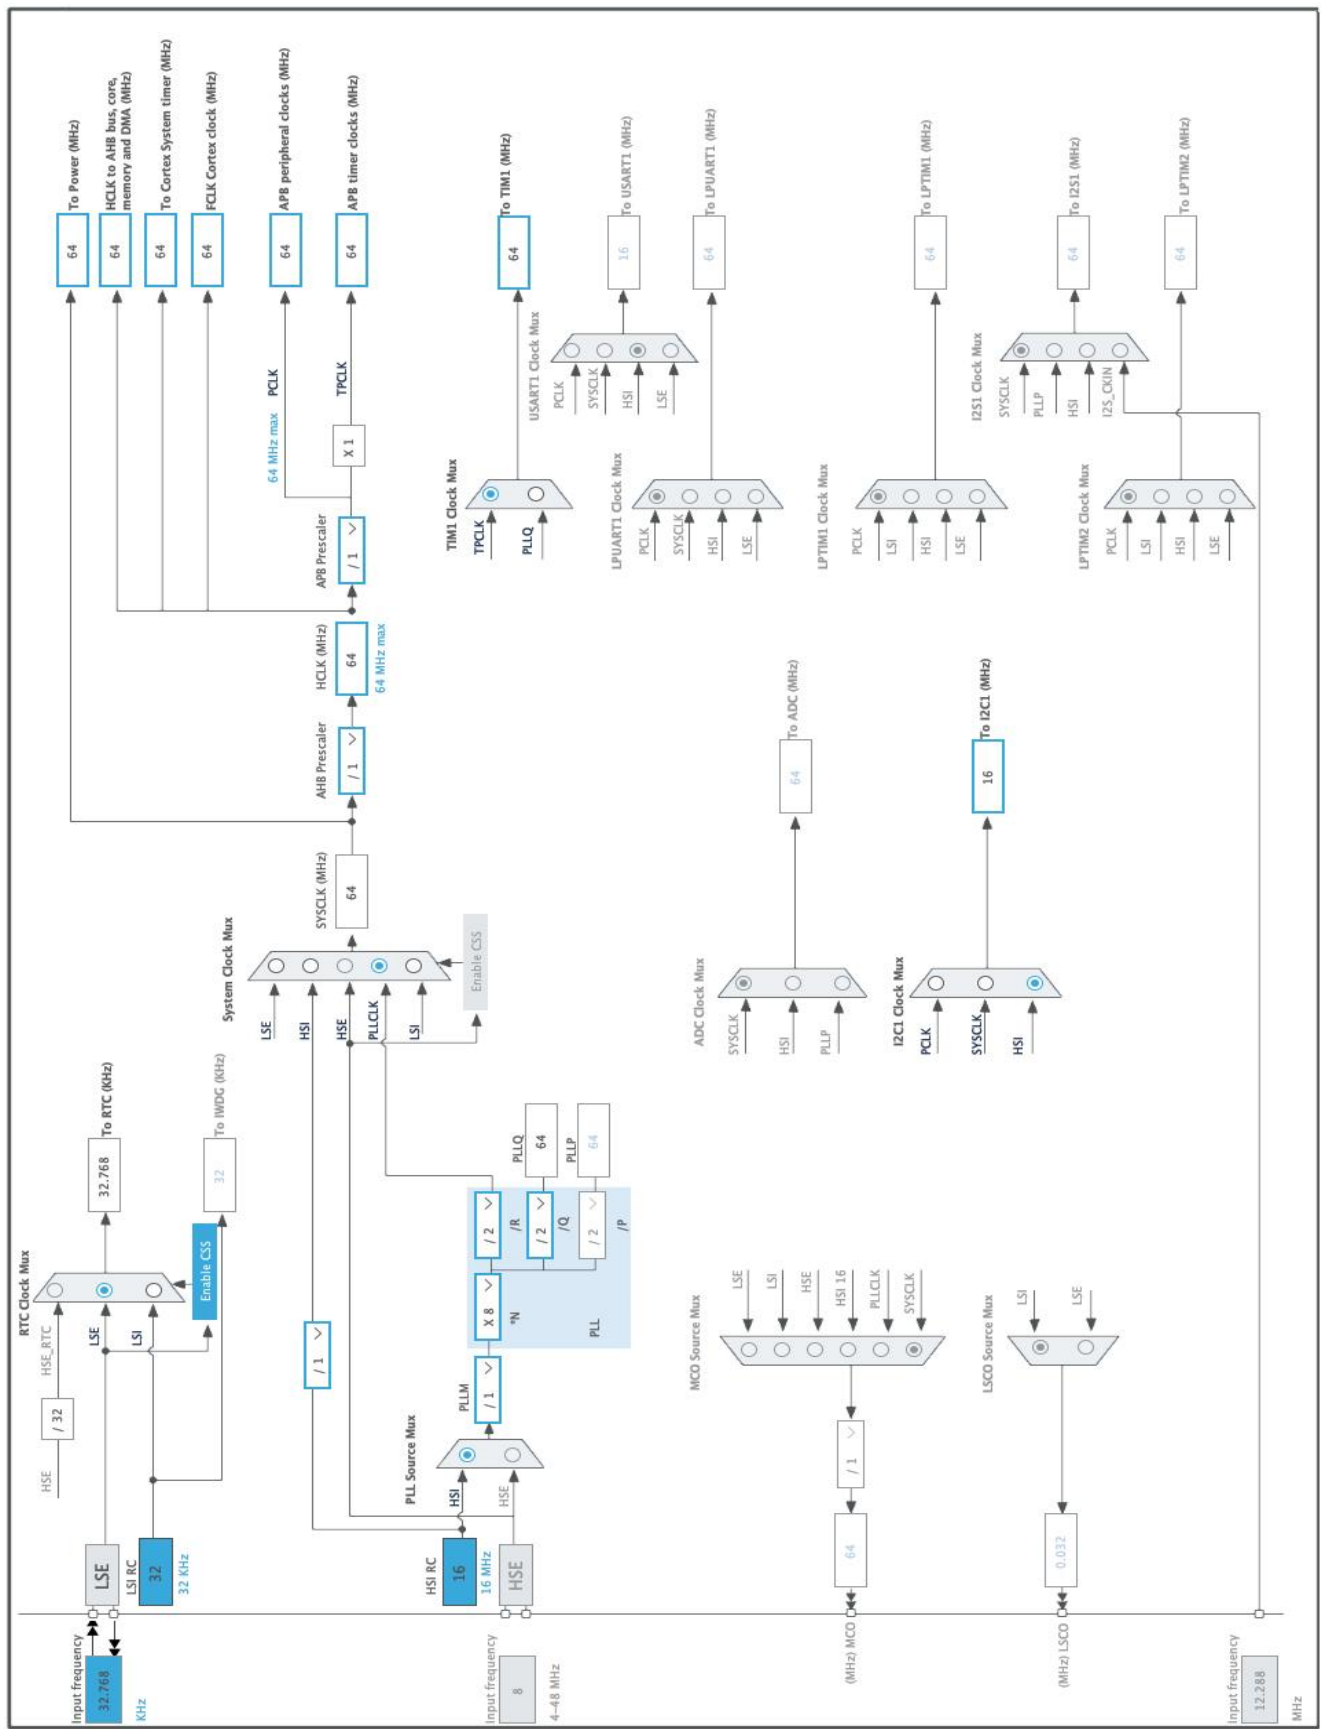 Input frequency
32.768
KHz
LSE
LSI RC
32
32 KHz
HSE
/ 32
HSE_RTC
LSE
LSI
RTC Clock Mux
Enable CSS
32.768
To RTC (KHz)
32
To IWDG (KHz)
Input frequency
8
4-48 MHz
HSI RC
16
16 MHz
HSE
PLL Source Mux
HSI
HSE
PLLM
/ 1
/ 1
X 8
*N
PLL
/ 2
/R
/ 2
/Q
/ 2
/P
PLLQ
64
PLLP
64
System Clock Mux
LSE
HSI
HSE
PLLCLK
LSI
Enable CSS
SYSCLK (MHz)
64
AHB Prescaler
/ 1
HCLK (MHz)
64
64 MHz max
APB Prescaler
/ 1
X 1
64 MHz max
PCLK
TPCLK
64
To Power (MHz)
64
HCLK to AHB bus, core,
memory and DMA (MHz)
64
To Cortex System timer (MHz)
64
FCLK Cortex clock (MHz)
64
APB peripheral clocks (MHz)
64
APB timer clocks (MHz)
TIM1 Clock Mux
TPCLK
PLLQ
64
To TIM1 (MHz)
USART1 Clock Mux
PCLK
SYSCLK
HSI
LSE
16
To USART1 (MHz)
LPUART1 Clock Mux
PCLK
SYSCLK
HSI
LSE
64
To LPUART1 (MHz)
LPTIM1 Clock Mux
PCLK
LSI
HSI
LSE
64
To LPTIM1 (MHz)
I2S1 Clock Mux
SYSCLK
PLLP
HSI
I2S_CKIN
64
To I2S1 (MHz)
LPTIM2 Clock Mux
PCLK
LSI
HSI
LSE
64
To LPTIM2 (MHz)
ADC Clock Mux
SYSCLK
HSI
PLLP
64
To ADC (MHz)
I2C1 Clock Mux
PCLK
SYSCLK
HSI
16
To I2C1 (MHz)
MCO Source Mux
LSE
LSI
HSE
HSI 16
PLLCLK
SYSCLK
/ 1
64
(MHz) MCO
LSCO Source Mux
LSI
LSE
0.032
(MHz) LSCO
Input frequency
12.288
MHz